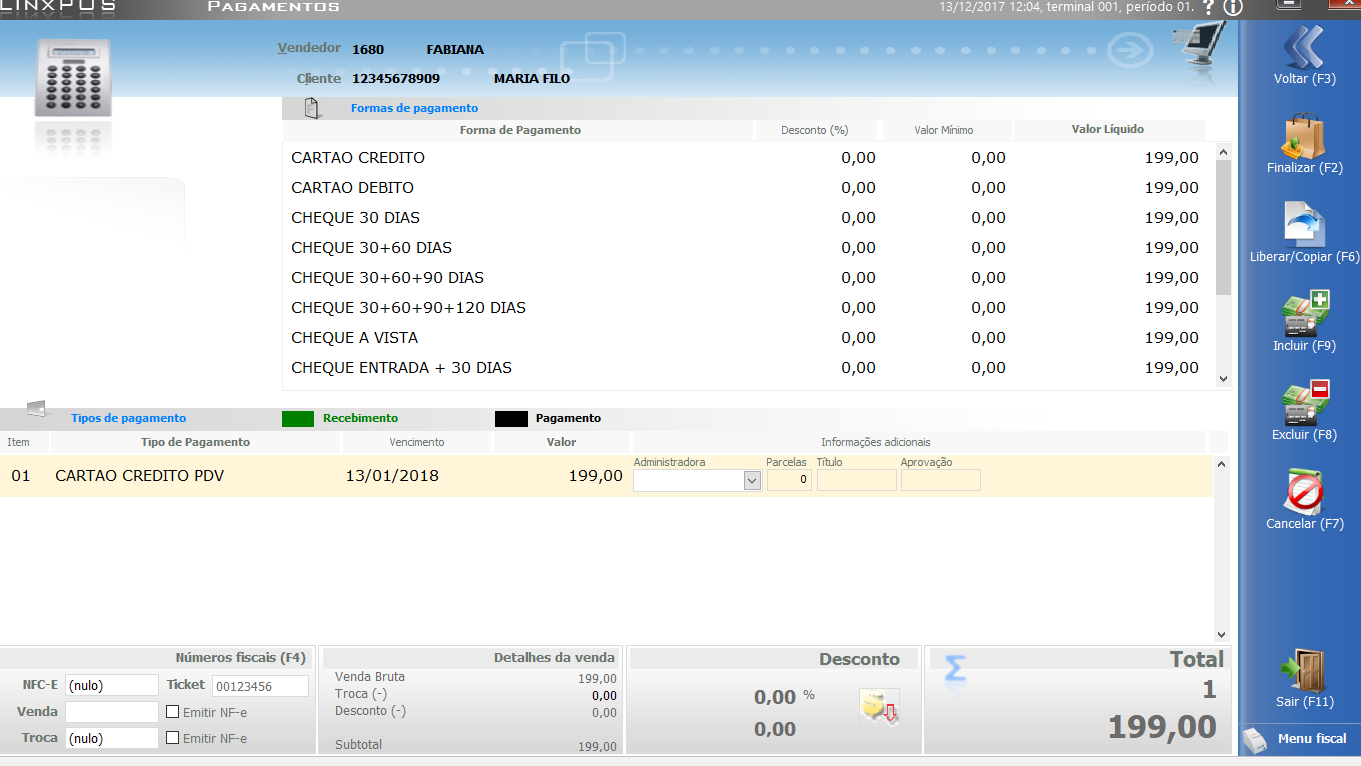 LINXPOS PAGAMENTOS 13/12/2017 12:04, terminal 001, período 01. ?
Vendedor 1680 FABIANA
Cliente 12345678909 MARIA FILO
Formas de pagamento
Forma de Pagamento Desconto (%) Valor Mínimo Valor Líquido
CARTAO CREDITO 0,00 0,00 199,00
CARTAO DEBITO 0,00 0,00 199,00
CHEQUE 30 DIAS 0,00 0,00 199,00
CHEQUE 30+60 DIAS 0,00 0,00 199,00
CHEQUE 30+60+90 DIAS 0,00 0,00 199,00
CHEQUE 30+60+90+120 DIAS 0,00 0,00 199,00
CHEQUE A VISTA 0,00 0,00 199,00
CHEQUE ENTRADA + 30 DIAS 0,00 0,00 199,00
Tipos de pagamento Recebimento Pagamento
Item Tipo de Pagamento Vencimento Valor Informações adicionais
Administradora Parcelas Título Aprovação
01 CARTAO CREDITO PDV 13/01/2018 199,00 0
Números fiscais (F4)
NFC-E (nulo) Ticket 00123456
Venda Emitir NF-e
Troca (nulo) Emitir NF-e
Detalhes da venda
Venda Bruta 199,00
Troca (-) 0,00
Desconto (-) 0,00
Subtotal 199,00
Desconto
0,00 %
0,00
Σ Total
1
199,00
Voltar (F3)
Finalizar (F2)
Liberar/Copiar (F6)
Incluir (F9)
Excluir (F8)
Cancelar (F7)
Sair (F11)
Menu fiscal